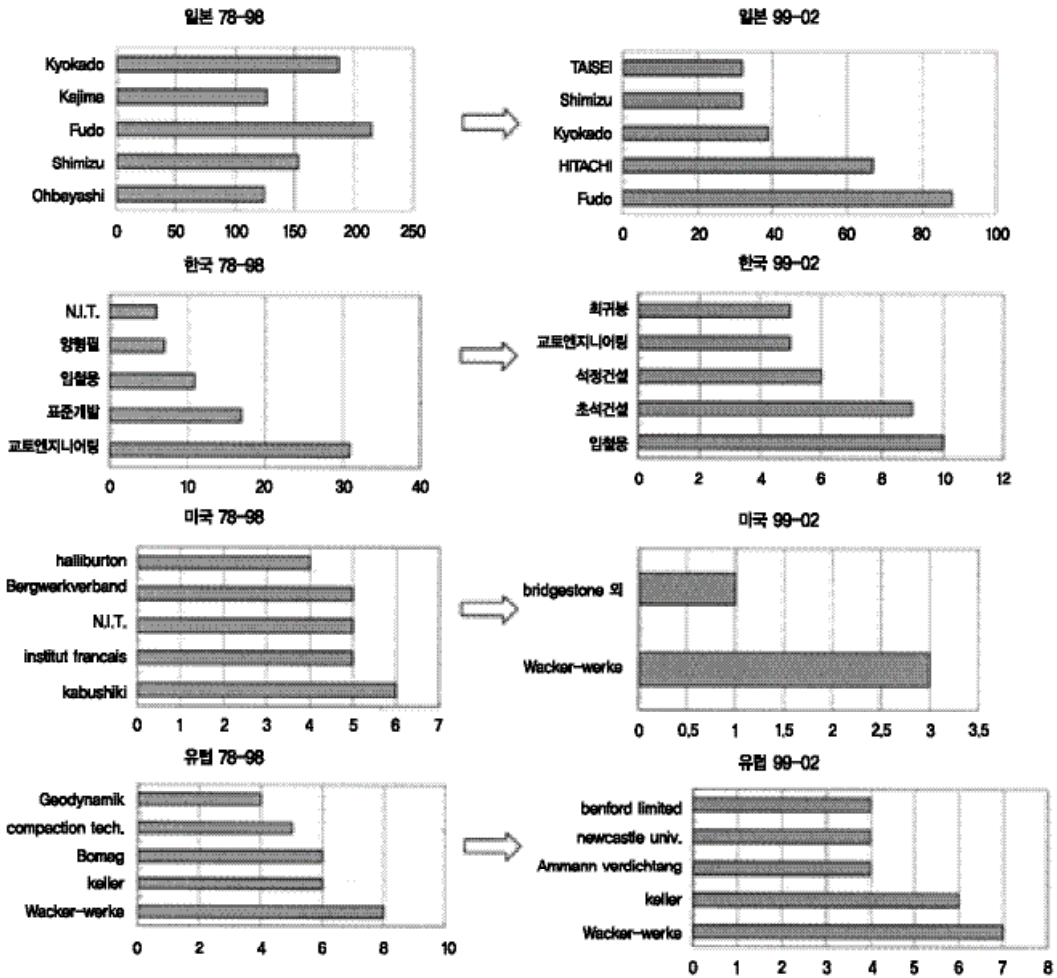 일본 78-98
Kyokado
Kajima
Fudo
Shimizu
Ohbayashi
0 50 100 150 200 250
일본 99-02
TAISEI
Shimizu
Kyokado
HITACHI
Fudo
0 20 40 60 80 100
한국 78-98
N.I.T.
양형필
임철웅
표준개발
교토엔지니어링
0 10 20 30 40
한국 99-02
최귀봉
교토엔지니어링
석정건설
초석건설
임철웅
0 2 4 6 8 10 12
미국 78-98
halliburton
Bergwerkverband
N.I.T.
institut francais
kabushiki
0 1 2 3 4 5 6 7
미국 99-02
bridgestone 외
Wacker-werke
0 0.5 1 1.5 2.5 3 3.5
유럽 78-98
Geodynamik
compaction tech.
Bomag
keller
Wacker-werke
0 2 4 6 8 10
유럽 99-02
benford limited
newcastle univ.
Ammann verdichtang
keller
Wacker-werke
0 1 2 3 4 5 6 7 8